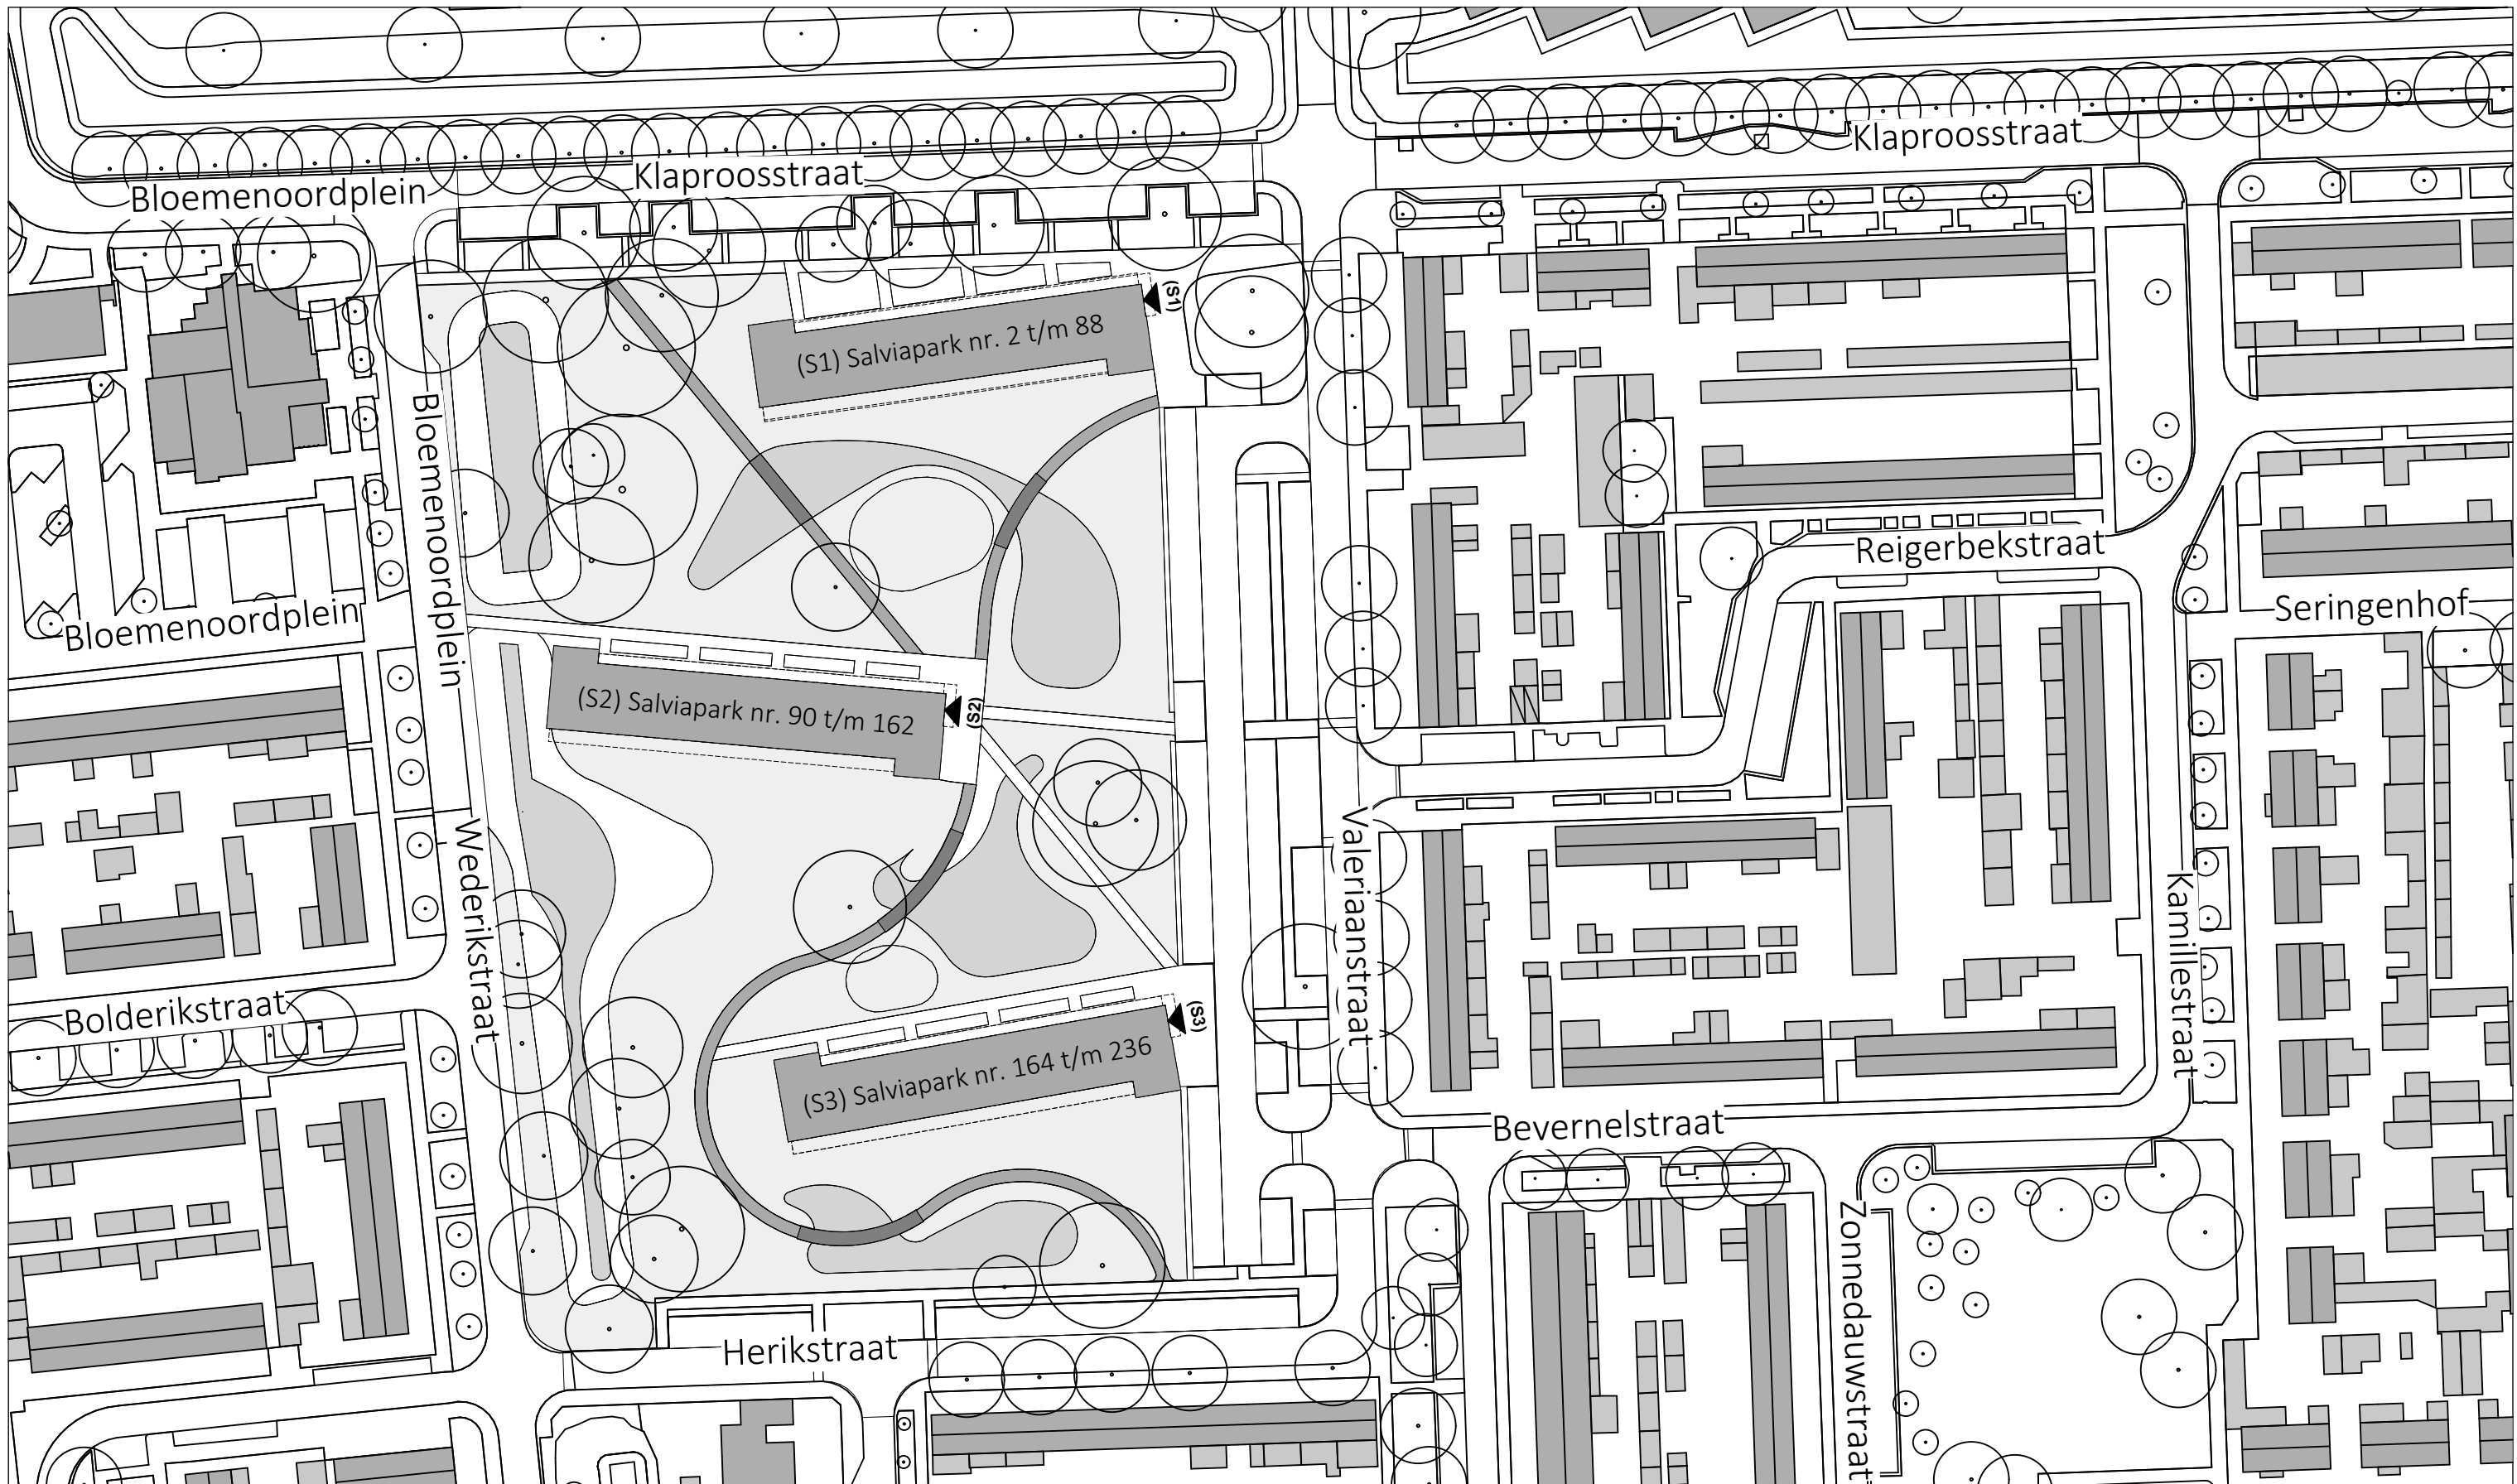 Klaproosstraat
Klaproosstraat
Bloemenoordplein
(S1)
(S1) Salviapark nr. 2 t/m 88
Bloemenoordplein
Reigerbekstraat
Seringenhof
Bloemenoordplein
(S2) Salviapark nr. 90 t/m 162
(S2)
Wederikstraat
Valeriaanstraat
Kamillestraat
Bolderikstraat
(S3)
(S3) Salviapark nr. 164 t/m 236
Bevernelstraat
Zonnedauwstraat
Herikstraat